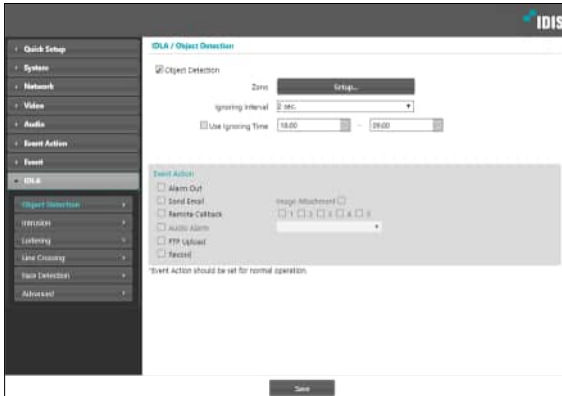 IDIS
Quick Setup
System
Network
Video
Audio
Event Action
Event
IDLA
Object Detection
Intrusion
Loitering
Line Crossing
Face Detection
Advanced
IDLA / Object Detection
Object Detection
Zone Setup...
Ignoring Interval 2 sec.
Use Ignoring Time 18:00 - 09:00
Event Action
Alarm Out
Send Email Image Attachment
Remote Callback 1 2 3 4 5
Audio Alarm
FTP Upload
Record
*Event Action should be set for normal operation.
Save